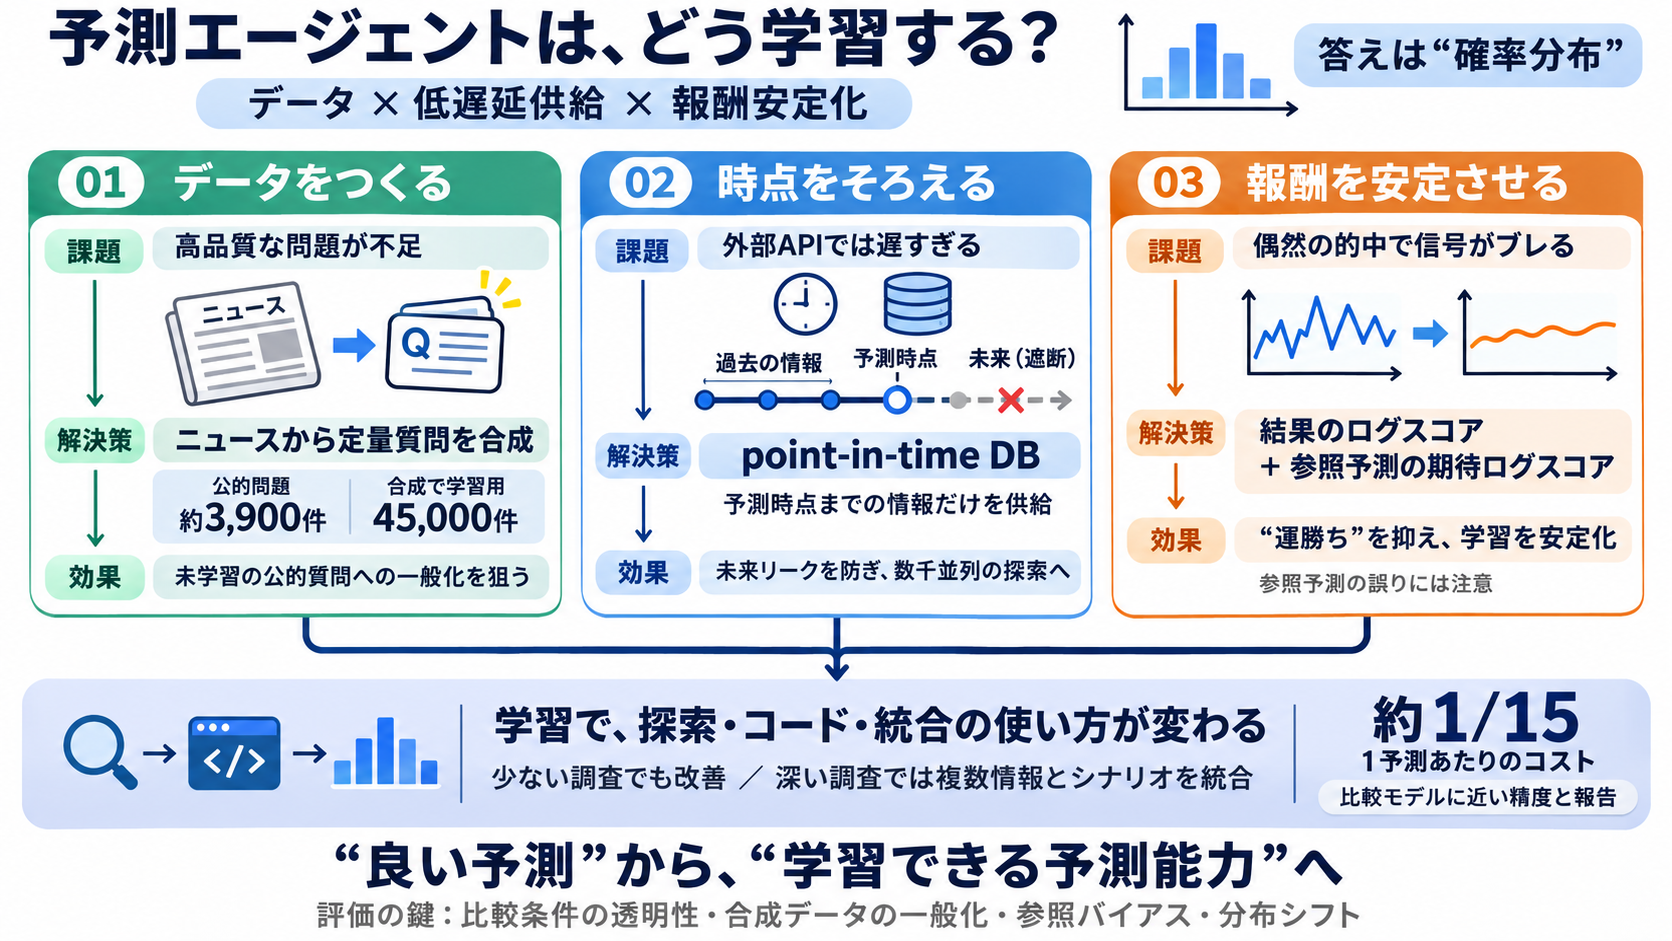 予測エージェントは、どう学習する?
データ × 低遅延供給 × 報酬安定化
答えは“確率分布”
01 データをつくる
課題
高品質な問題が不足
ニュース
Q
解決策
ニュースから定量質問を合成
公的問題
約3,900件
合成で学習用
45,000件
効果
未学習の公的質問への一般化を狙う
02 時点をそろえる
課題
外部APIでは遅すぎる
過去の情報
予測時点
未来(遮断)
解決策
point-in-time DB
予測時点までの情報だけを供給
効果
未来リークを防ぎ、数千並列の探索へ
03 報酬を安定させる
課題
偶然の的中で信号がブレる
解決策
結果のログスコア
+ 参照予測の期待ログスコア
効果
“運勝ち”を抑え、学習を安定化
参照予測の誤りには注意
</>
学習で、探索・コード・統合の使い方が変わる
少ない調査でも改善 / 深い調査では複数情報とシナリオを統合
約1/15
1予測あたりのコスト
比較モデルに近い精度と報告
“良い予測”から、“学習できる予測能力”へ
評価の鍵:比較条件の透明性・合成データの一般化・参照バイアス・分布シフト